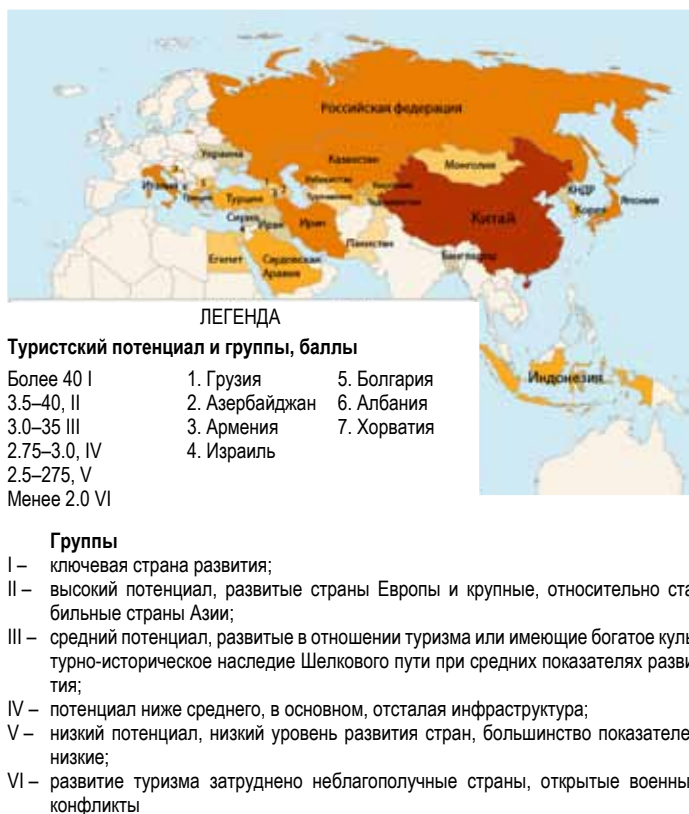 Российская федерация
Украина
Казахстан
Монголия
Италия
Греция
Турция
Узбекистан
КНДР
Япония
Корея
Сирия
Иран
Иран
Китай
Пакистан
Египет
Саудовская
Аравия
Бангладеш
Индонезия
ЛЕГЕНДА
Туристский потенциал и группы, баллы
Более 40 I 1. Грузия 5. Болгария
3.5–40, II 2. Азербайджан 6. Албания
3.0–35 III 3. Армения 7. Хорватия
2.75–3.0, IV 4. Израиль
2.5–275, V
Менее 2.0 VI
Группы
I – ключевая страна развития;
II – высокий потенциал, развитые страны Европы и крупные, относительно ста
бильные страны Азии;
III – средний потенциал, развитые в отношении туризма или имеющие богатое куль
турно-историческое наследие Шелкового пути при средних показателях разви
тия;
IV – потенциал ниже среднего, в основном, отсталая инфраструктура;
V – низкий потенциал, низкий уровень развития стран, большинство показателе
низкие;
VI – развитие туризма затруднено неблагополучные страны, открытые военны
конфликты